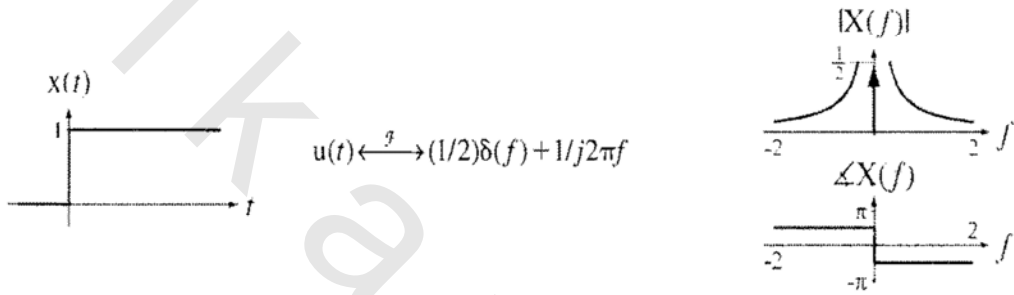 x(t)
1
t
u(t) ⟷ᶠ (1/2)δ(f)+1/j2πf
|X(f)|
1/2
-2
2
f
∡X(f)
π
2
-2
f
-π